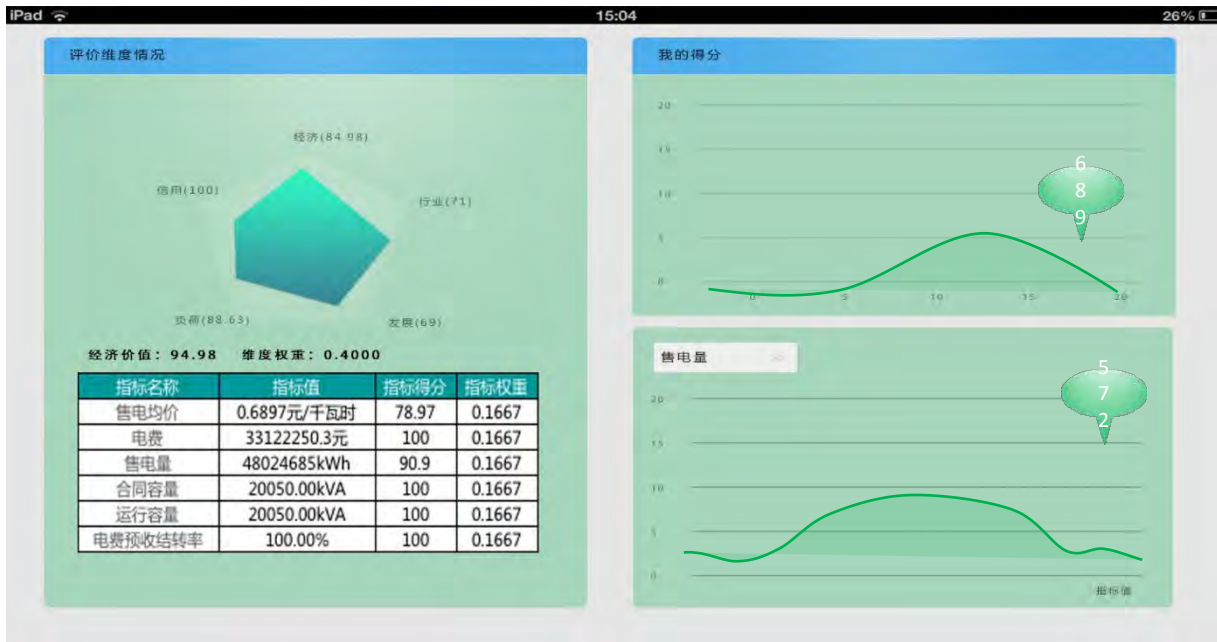 iPad 15:04 26%
评价维度情况
经济(84.98)
信用(100)
行业(71)
负荷(88.63)
发展(69)
经济价值：94.98 维度权重：0.4000
指标名称 指标值 指标得分 指标权重
售电均价 0.6897元/千瓦时 78.97 0.1667
电费 33122250.3元 100 0.1667
售电量 48024685kWh 90.9 0.1667
合同容量 20050.00kVA 100 0.1667
运行容量 20050.00kVA 100 0.1667
电费预收结转率 100.00% 100 0.1667
我的得分
20
15
10
5
0
0 5 10 15 20
6
8
9
售电量
20
15
10
5
0
5
7
2
指标值